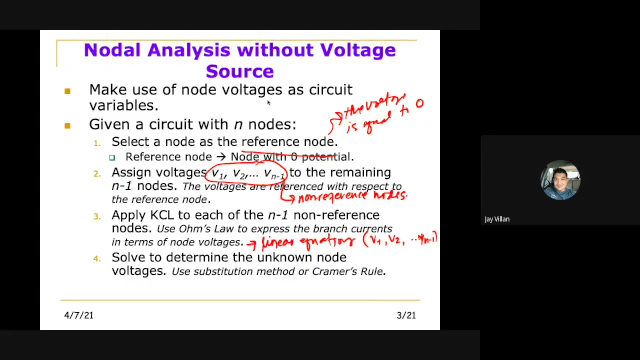 Nodal Analysis without Voltage
Source
Make use of node voltages as circuit
variables.
Given a circuit with n nodes:
1. Select a node as the reference node.
Reference node → Node with 0 potential.
→ the voltage
is equal to 0
2. Assign voltages v1, v2,... vn-1 to the remaining
n-1 nodes. The voltages are referenced with respect to
the reference node.
→ nonreference nodes.
3. Apply KCL to each of the n-1 non-reference
nodes. Use Ohm's Law to express the branch currents
in terms of node voltages. → linear equations (v1, v2, ... vn-1)
4. Solve to determine the unknown node
voltages. Use substitution method or Cramer's Rule.
4/7/21
3/21
Jay Villan